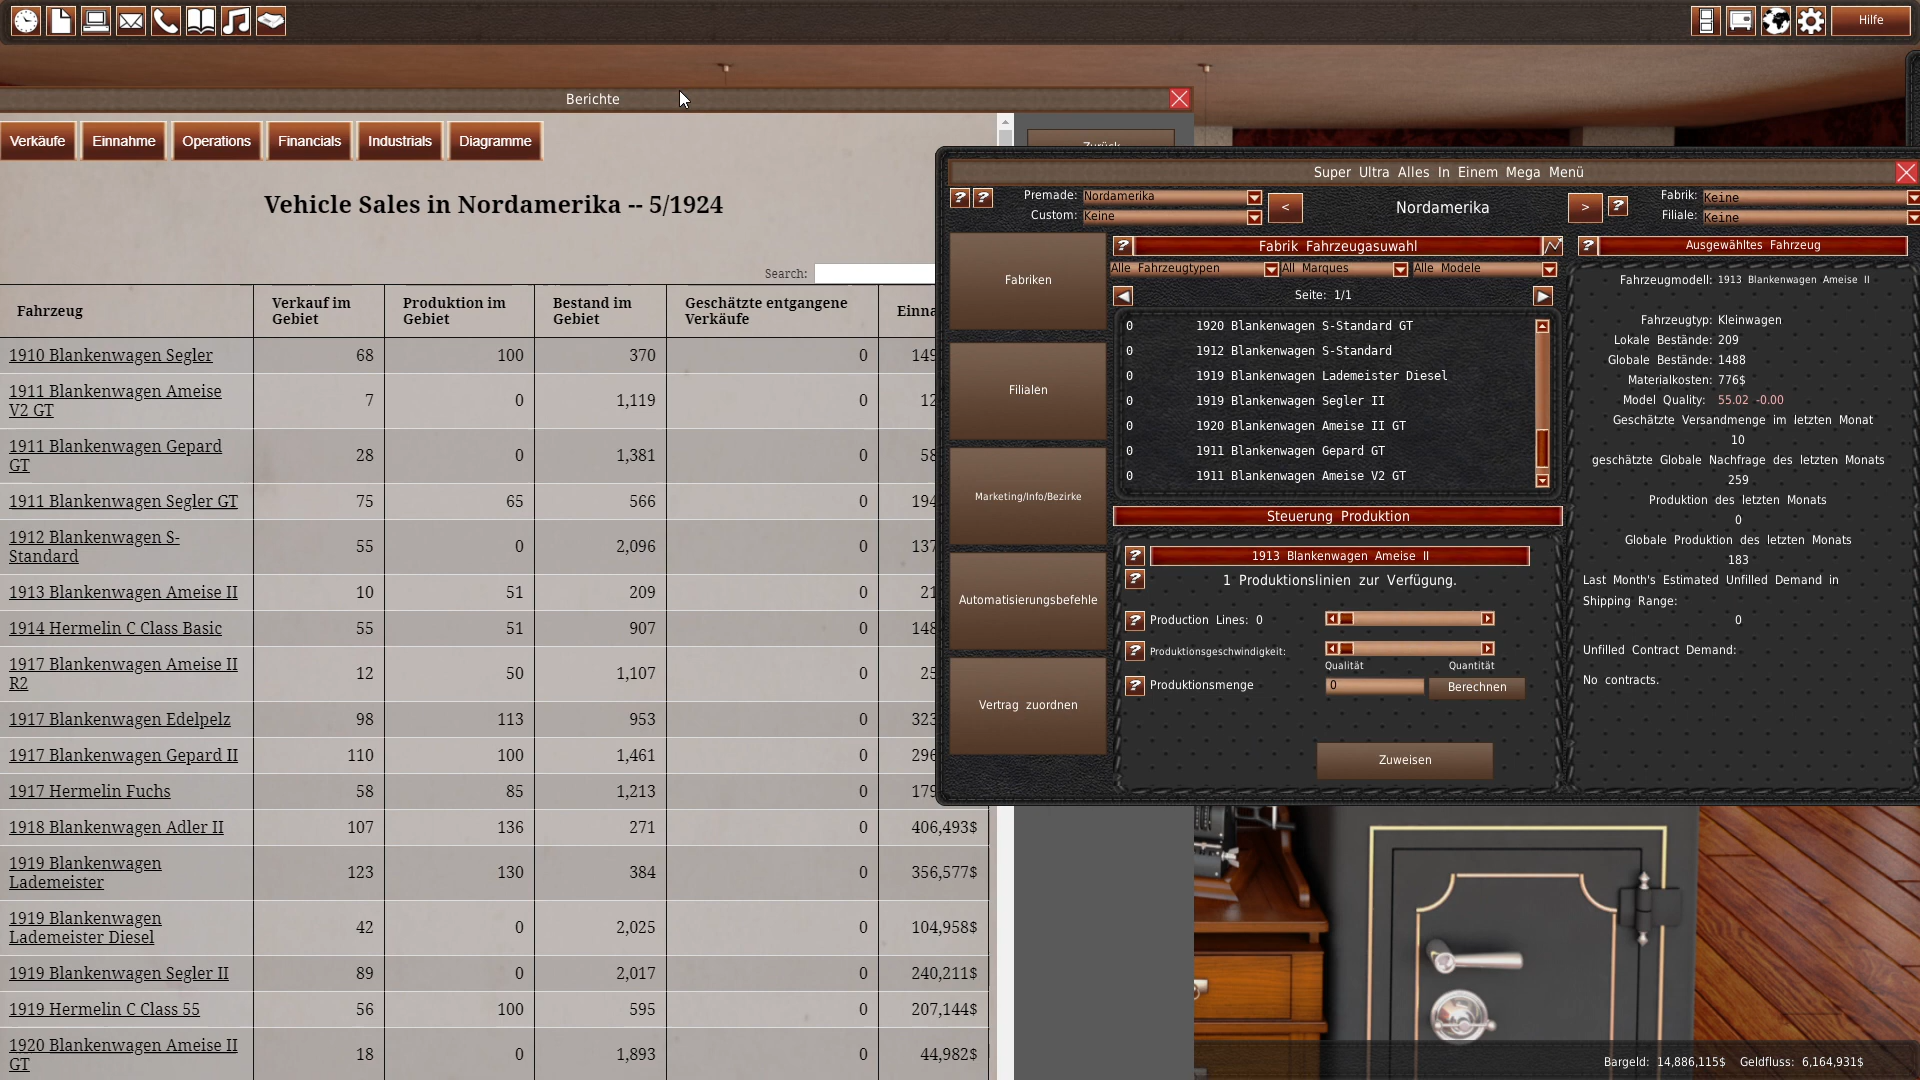 Hilfe
Berichte
Verkäufe
Einnahme
Operations
Financials
Industrials
Diagramme
Vehicle Sales in Nordamerika -- 5/1924
Search:
Fahrzeug
Verkauf im Gebiet
Produktion im Gebiet
Bestand im Gebiet
Geschätzte entgangene Verkäufe
1910 Blankenwagen Segler 68 100 370 0 149
1911 Blankenwagen Ameise V2 GT 7 0 1,119 0 12
1911 Blankenwagen Gepard GT 28 0 1,381 0 58
1911 Blankenwagen Segler GT 75 65 566 0 194
1912 Blankenwagen S-Standard 55 0 2,096 0 137
1913 Blankenwagen Ameise II 10 51 209 0 21
1914 Hermelin C Class Basic 55 51 907 0 148
1917 Blankenwagen Ameise II R2 12 50 1,107 0 25
1917 Blankenwagen Edelpelz 98 113 953 0 323
1917 Blankenwagen Gepard II 110 100 1,461 0 296
1917 Hermelin Fuchs 58 85 1,213 0 179
1918 Blankenwagen Adler II 107 136 271 0 406,493$
1919 Blankenwagen Lademeister 123 130 384 0 356,577$
1919 Blankenwagen Lademeister Diesel 42 0 2,025 0 104,958$
1919 Blankenwagen Segler II 89 0 2,017 0 240,211$
1919 Hermelin C Class 55 56 100 595 0 207,144$
1920 Blankenwagen Ameise II GT 18 0 1,893 0 44,982$
Super Ultra Alles In Einem Mega Menü
Premade: Nordamerika
Custom: Keine
<
Nordamerika
>
Fabrik: Keine
Filiale: Keine
Fabriken
Filialen
Marketing/Info/Bezirke
Automatisierungsbefehle
Vertrag zuordnen
Fabrik Fahrzeugasuwahl
Alle Fahrzeugtypen
All Marques
Alle Modele
Seite: 1/1
0 1920 Blankenwagen S-Standard GT
0 1912 Blankenwagen S-Standard
0 1919 Blankenwagen Lademeister Diesel
0 1919 Blankenwagen Segler II
0 1920 Blankenwagen Ameise II GT
0 1911 Blankenwagen Gepard GT
0 1911 Blankenwagen Ameise V2 GT
Steuerung Produktion
1913 Blankenwagen Ameise II
1 Produktionslinien zur Verfügung.
Production Lines: 0
Produktionsgeschwindigkeit:
Qualität
Quantität
Produktionsmenge
0
Berechnen
Zuweisen
Ausgewähltes Fahrzeug
Fahrzeugmodell: 1913 Blankenwagen Ameise II
Fahrzeugtyp: Kleinwagen
Lokale Bestände: 209
Globale Bestände: 1488
Materialkosten: 776$
Model Quality: 55.02 -0.00
Geschätzte Versandmenge im letzten Monat
10
geschätzte Globale Nachfrage des letzten Monats
259
Produktion des letzten Monats
0
Globale Produktion des letzten Monats
183
Last Month's Estimated Unfilled Demand in
Shipping Range:
0
Unfilled Contract Demand:
No contracts.
Bargeld: 14,886,115$ Geldfluss: 6,164,931$